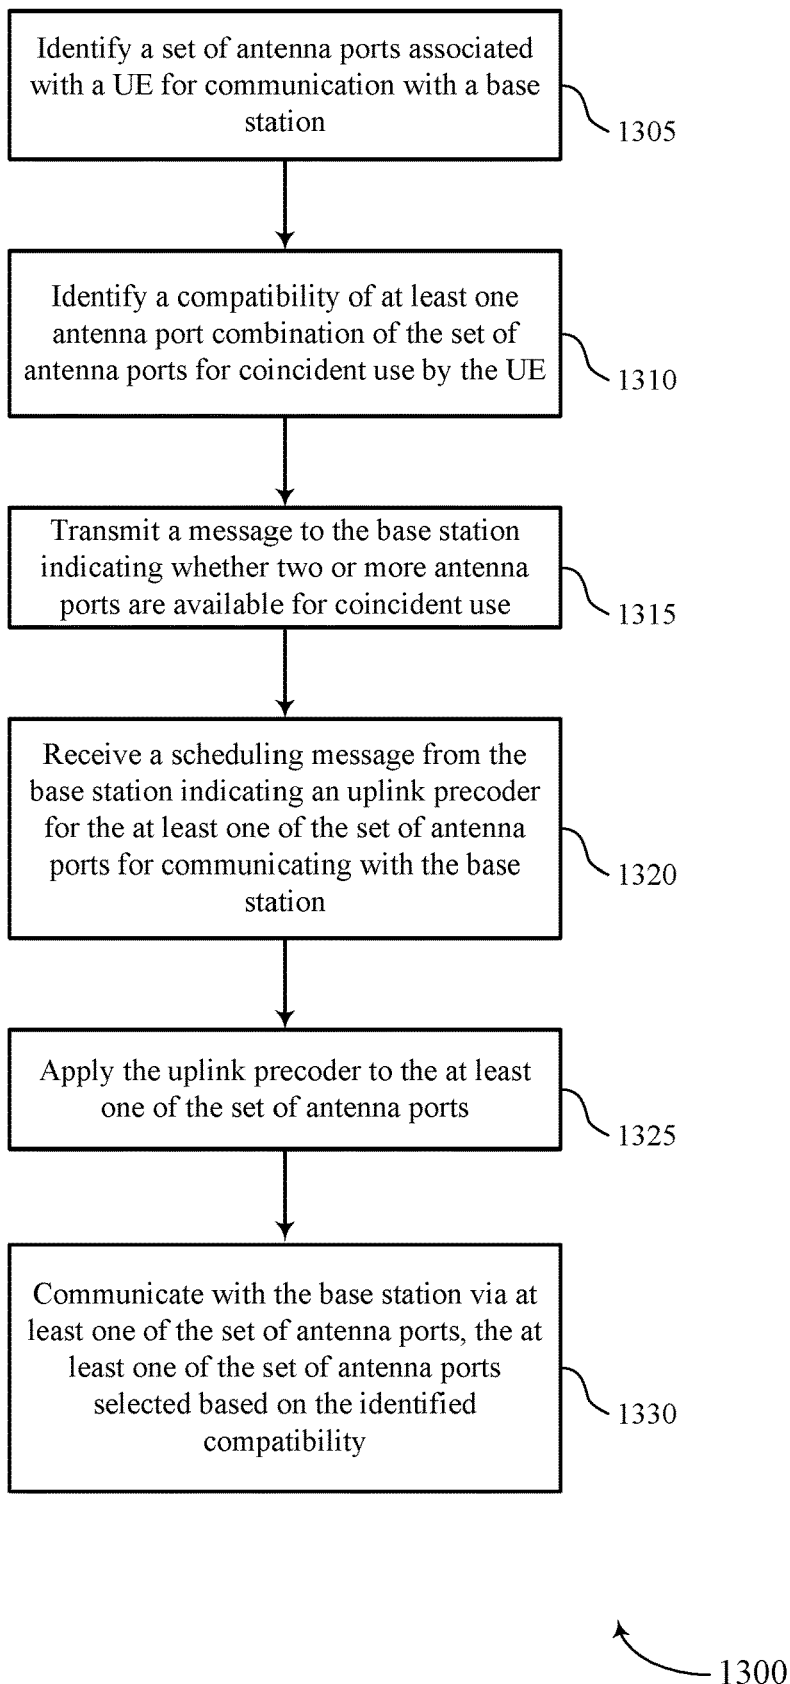 Identify a set of antenna ports associated
with a UE for communication with a base
station
1305
Identify a compatibility of at least one
antenna port combination of the set of
antenna ports for coincident use by the UE
1310
Transmit a message to the base station
indicating whether two or more antenna
ports are available for coincident use
1315
Receive a scheduling message from the
base station indicating an uplink precoder
for the at least one of the set of antenna
ports for communicating with the base
station
1320
Apply the uplink precoder to the at least
one of the set of antenna ports
1325
Communicate with the base station via at
least one of the set of antenna ports, the at
least one of the set of antenna ports
selected based on the identified
compatibility
1330
1300